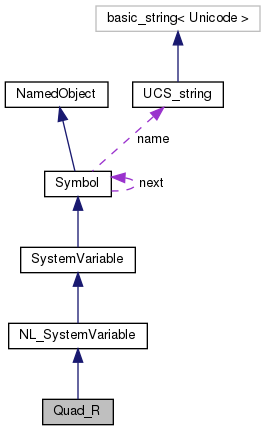 basic_string< Unicode >
NamedObject
UCS_string
name
Symbol
next
SystemVariable
NL_SystemVariable
Quad_R